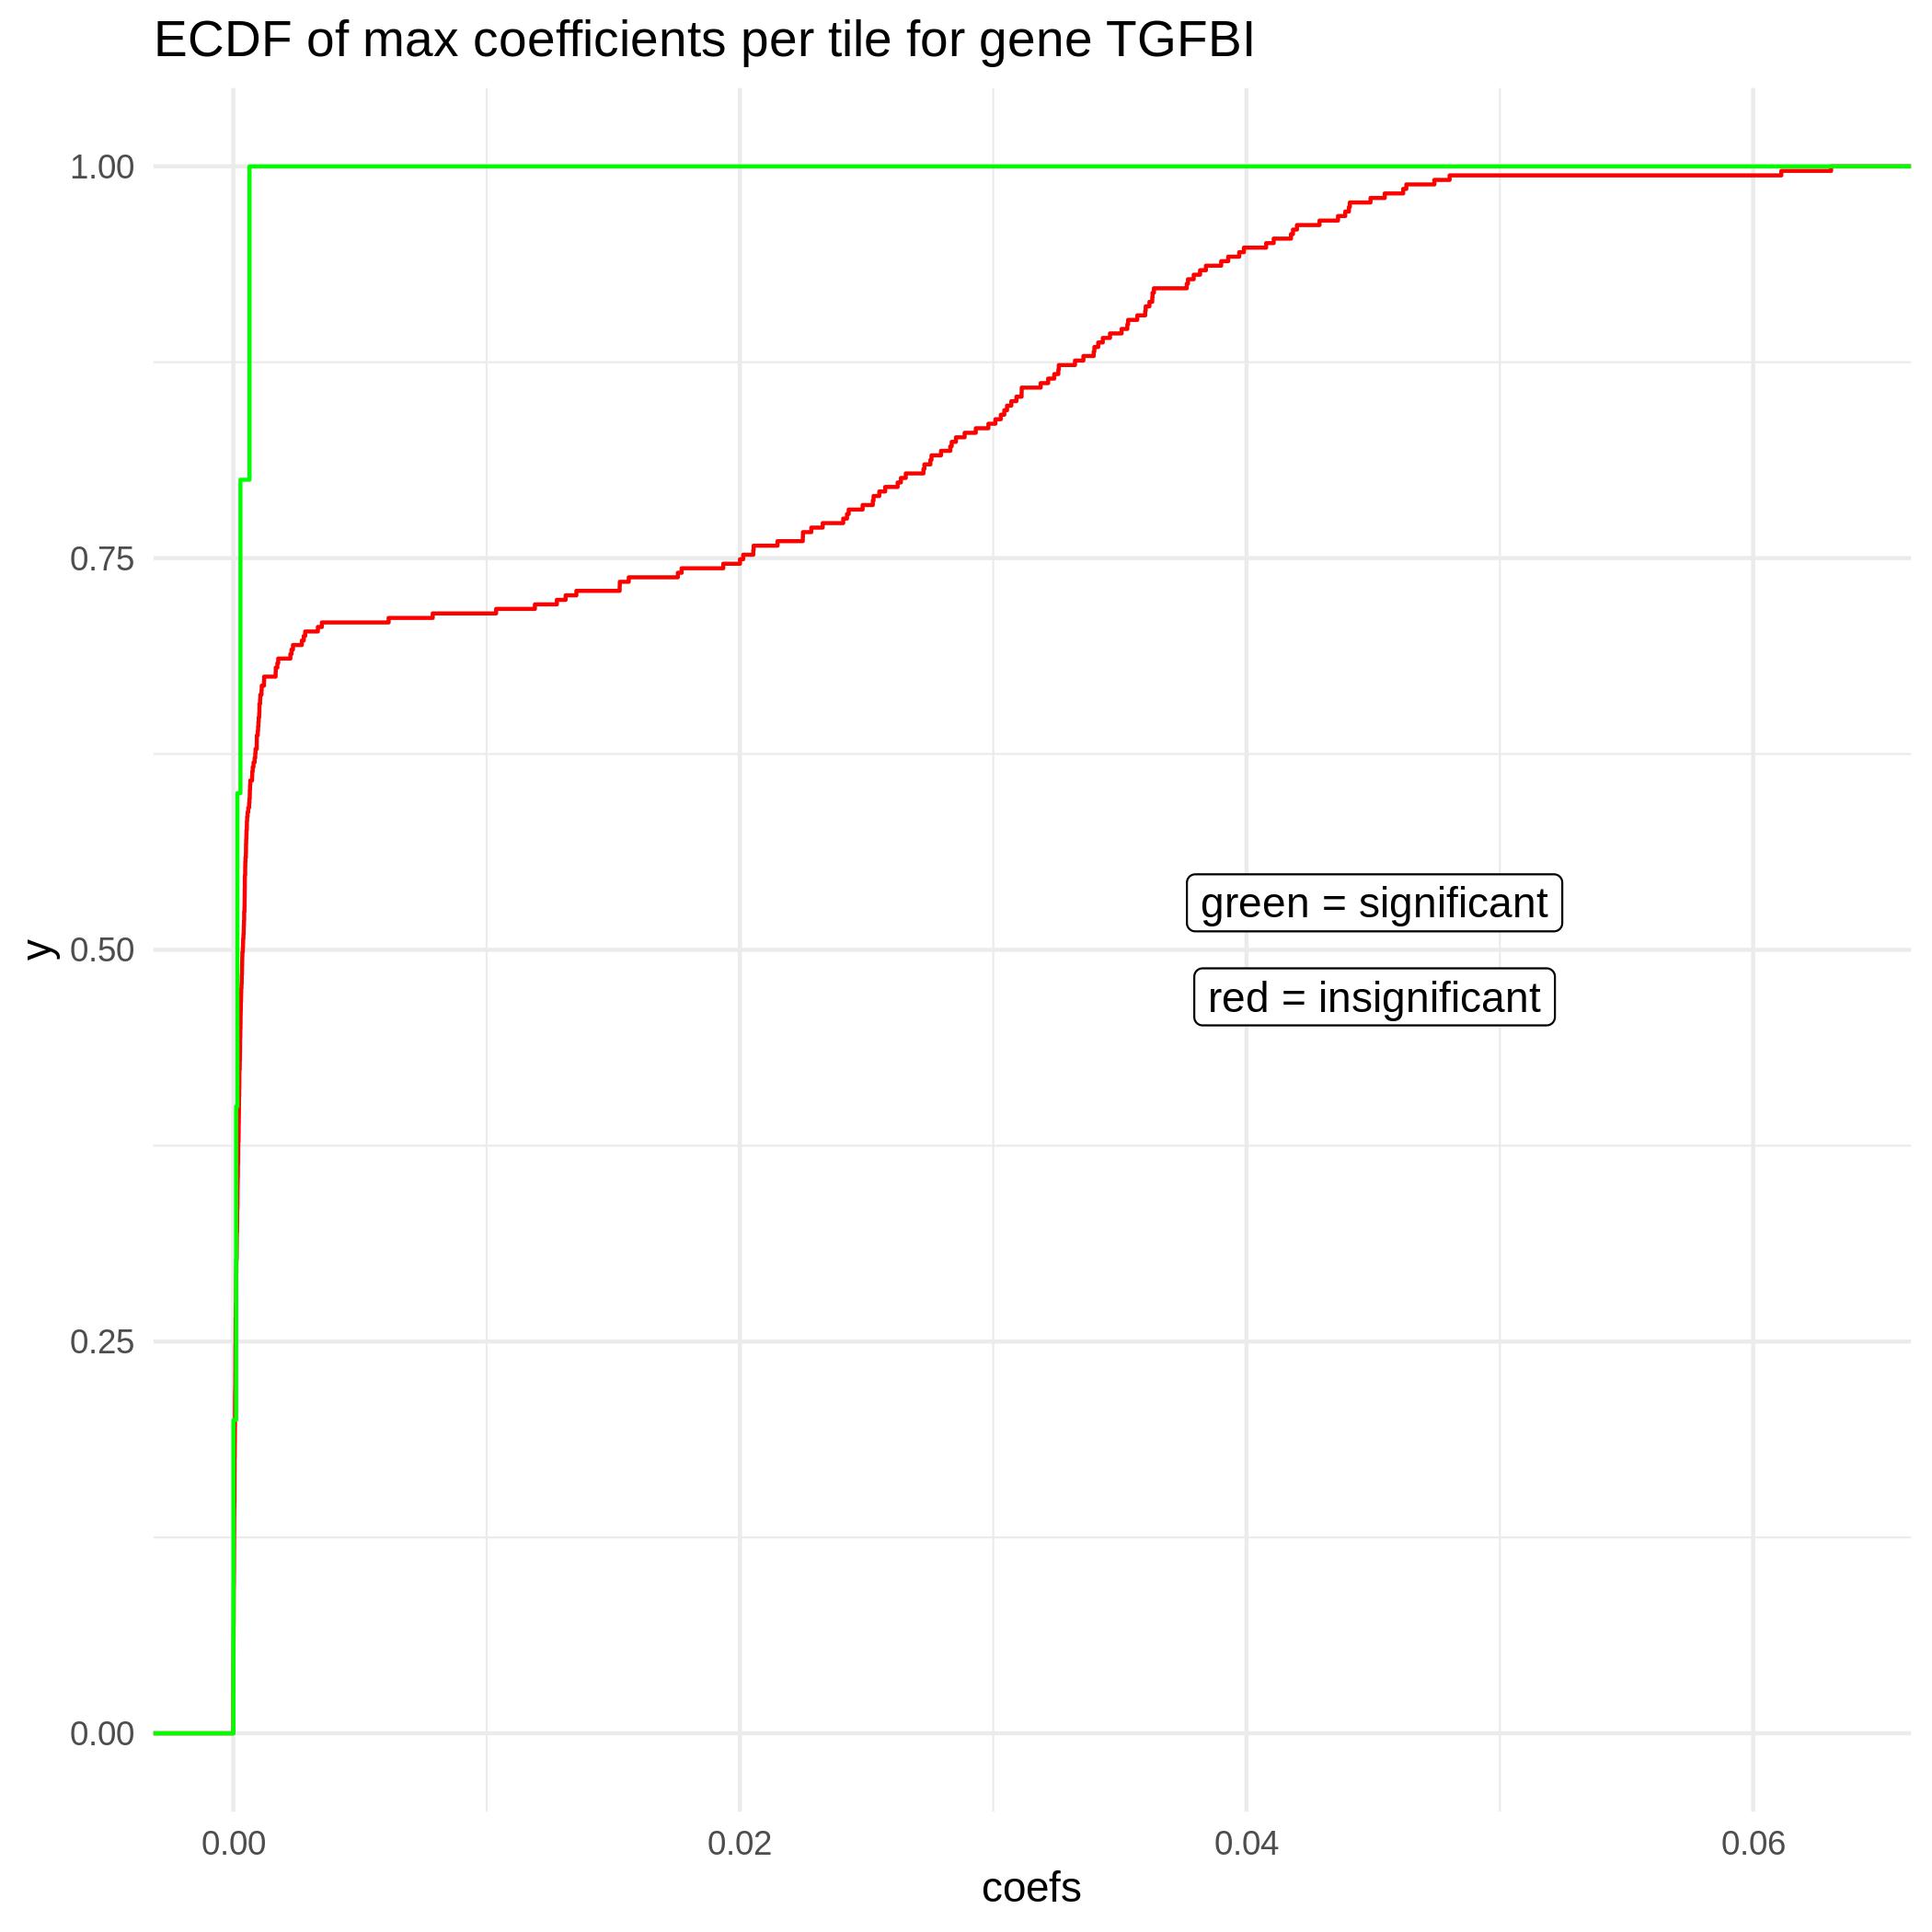 ECDF of max coefficients per tile for gene TGFBI
1.00
0.75
0.50
0.25
0.00
y
green = significant
red = insignificant
0.00 0.02 0.04 0.06
coefs